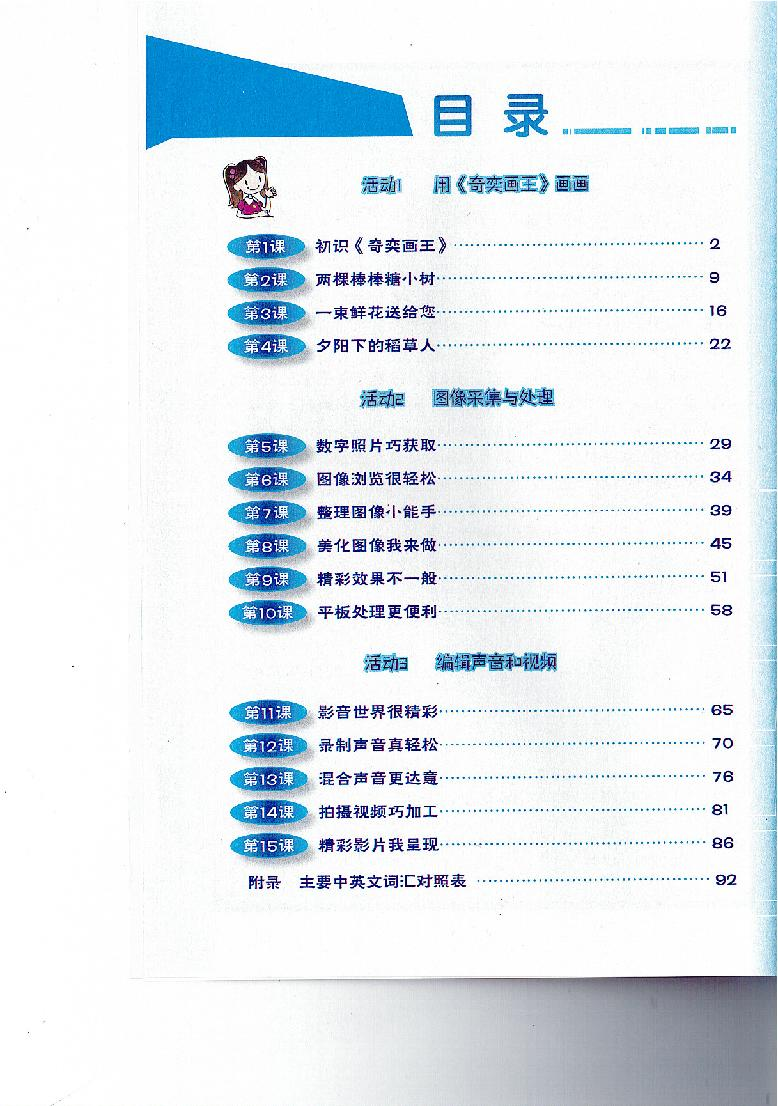 目 录
活动1 用《奇奕画王》画画
第1课 初识《奇奕画王》 2
第2课 两棵棒棒糖小树 9
第3课 一束鲜花送给您 16
第4课 夕阳下的稻草人 22
活动2 图像采集与处理
第5课 数字照片巧获取 29
第6课 图像浏览很轻松 34
第7课 整理图像小能手 39
第8课 美化图像我来做 45
第9课 精彩效果不一般 51
第10课 平板处理更便利 58
活动3 编辑声音和视频
第11课 影音世界很精彩 65
第12课 录制声音真轻松 70
第13课 混合声音更达意 76
第14课 拍摄视频巧加工 81
第15课 精彩影片我呈现 86
附录 主要中英文词汇对照表 92